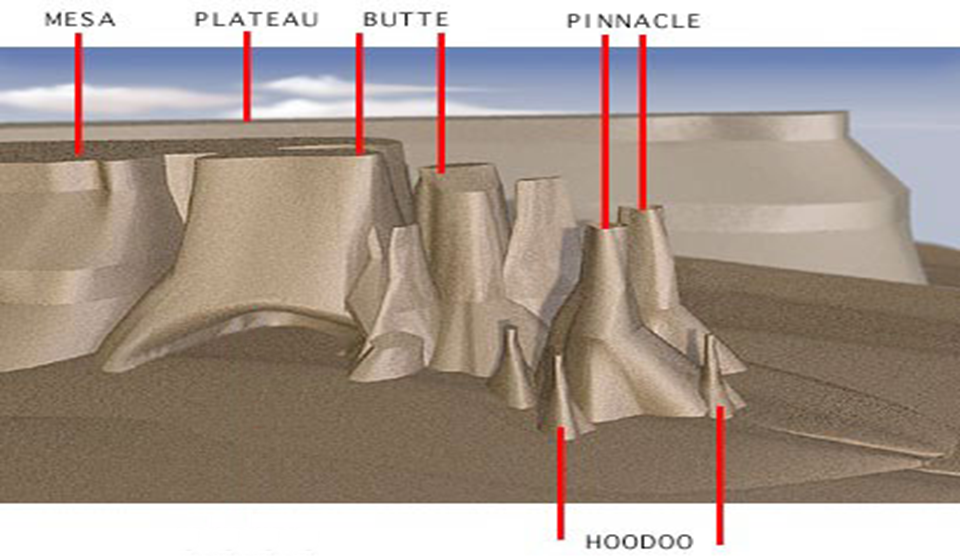 MESA PLATEAU BUTTE PINNACLE
HOODOO